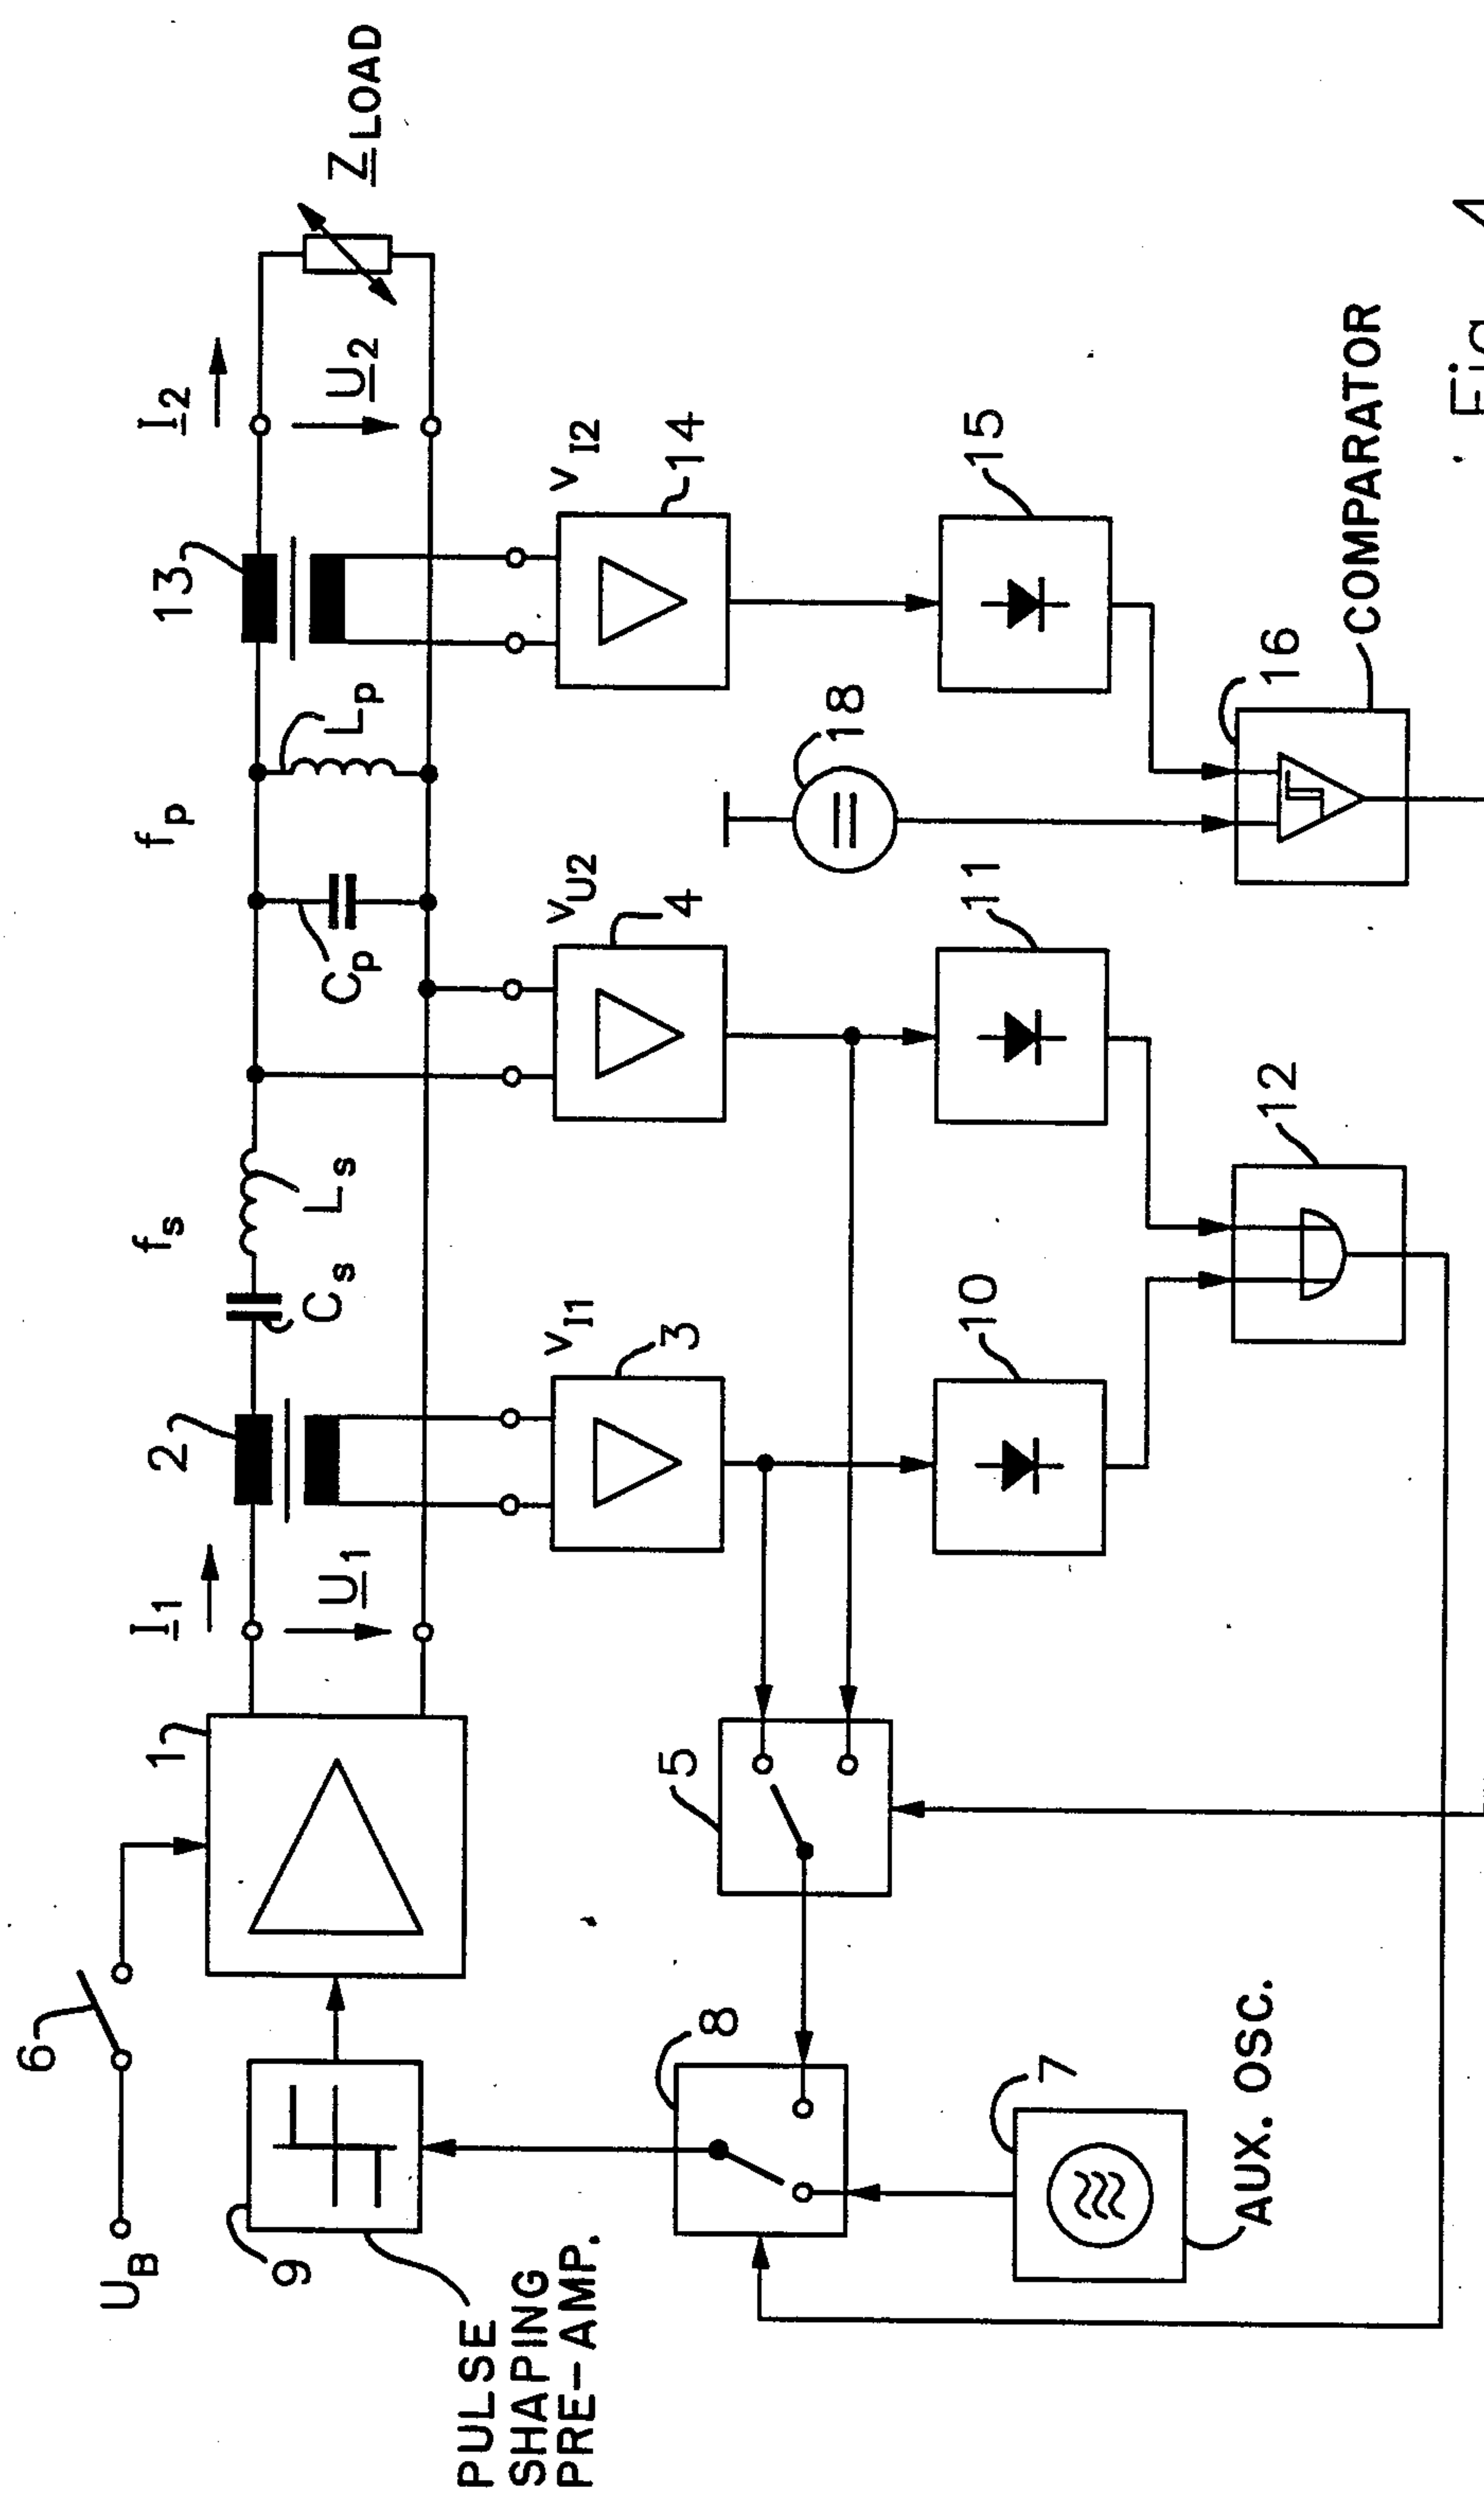 6
U_B
1
I_1
U_1
2
f_s
C_s
L_s
f_p
C_p
L_p
13
I_2
U_2
Z_LOAD
9
PULSE
SHAPING
PRE-AMP.
8
5
v_I1
3
v_U2
4
v_I2
14
18
7
AUX. OSC.
10
11
15
12
16
COMPARATOR